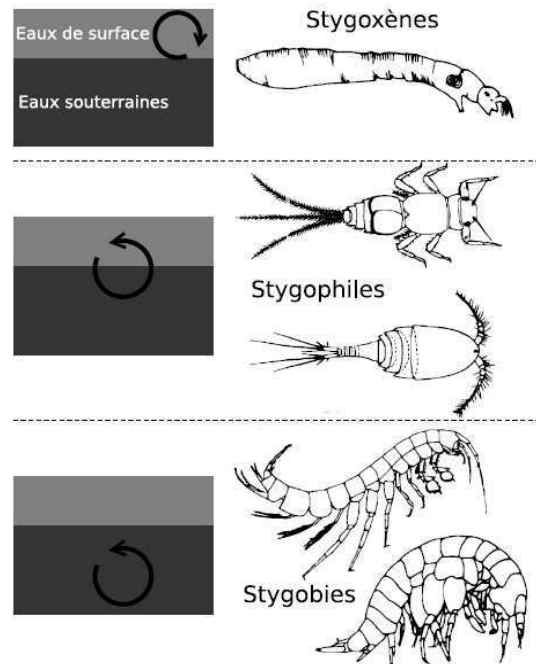 Stygoxènes
Eaux de surface
Eaux souterraines
Stygophiles
Stygobies